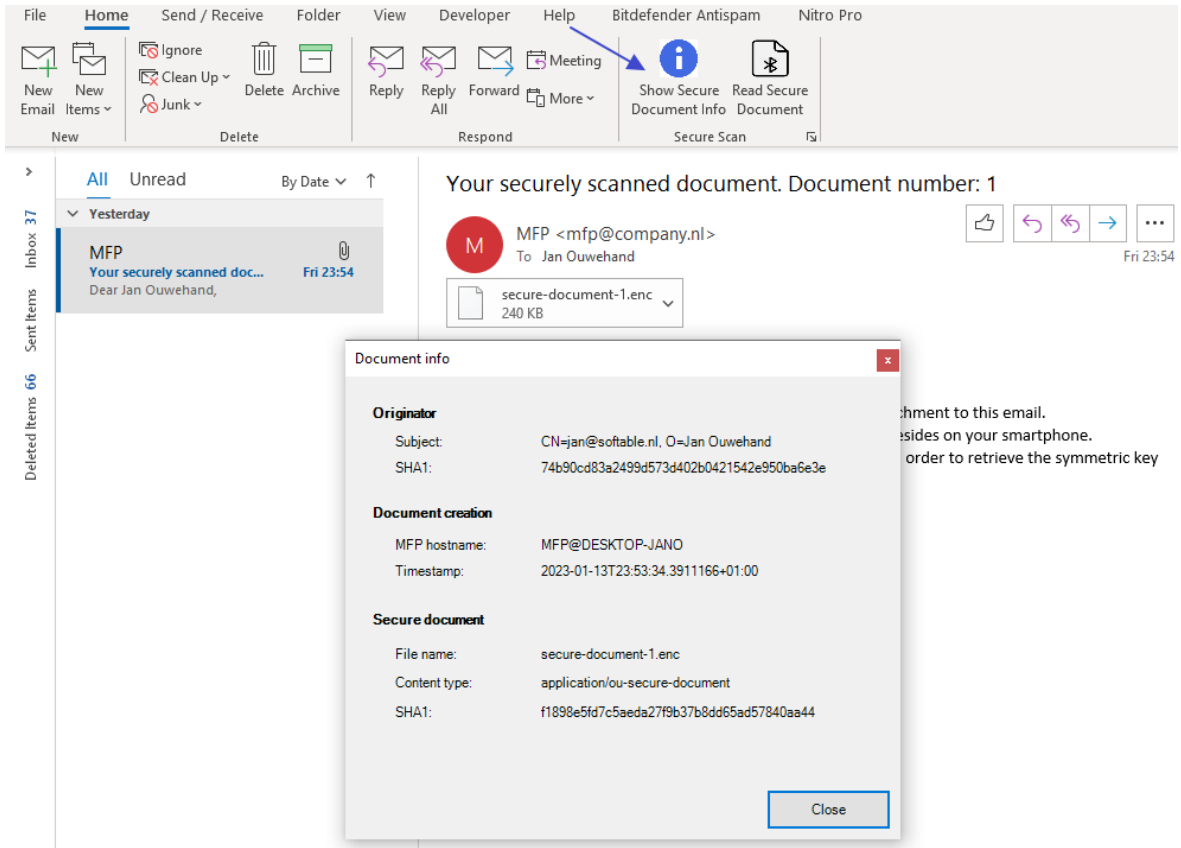 File Home Send / Receive Folder View Developer Help Bitdefender Antispam Nitro Pro
New Email
New Items
Ignore
Clean Up
Junk
Delete
Archive
Reply
Reply All
Forward
Meeting
More
Show Secure Document Info
Read Secure Document
New Delete Respond Secure Scan
Inbox 37
Sent Items
Deleted Items 66
All Unread By Date
Yesterday
MFP
Your securely scanned doc... Fri 23:54
Dear Jan Ouwehand,
Your securely scanned document. Document number: 1
M
MFP <mfp@company.nl>
To Jan Ouwehand
Fri 23:54
secure-document-1.enc
240 KB
chment to this email.
esides on your smartphone.
order to retrieve the symmetric key
Document info
x
Originator
Subject: CN=jan@softable.nl, O=Jan Ouwehand
SHA1: 74b90cd83a2499d573d402b0421542e950ba6e3e
Document creation
MFP hostname: MFP@DESKTOP-JANO
Timestamp: 2023-01-13T23:53:34.3911166+01:00
Secure document
File name: secure-document-1.enc
Content type: application/ou-secure-document
SHA1: f1898e5fd7c5aeda27f9b37b8dd65ad57840aa44
Close